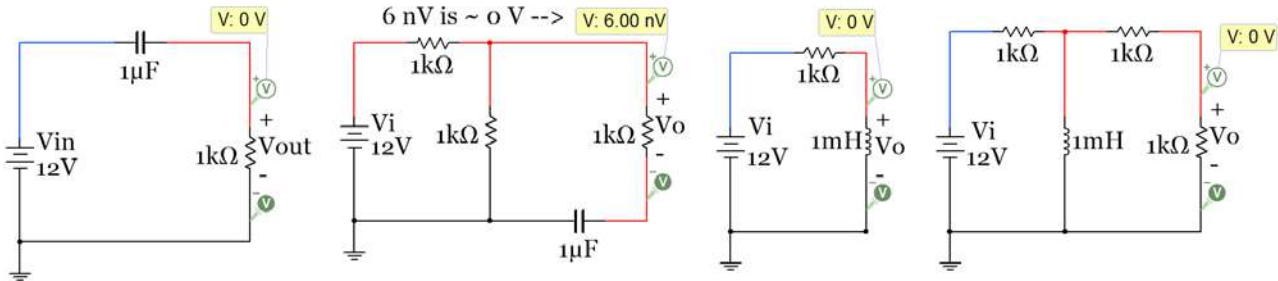 V: 0 V
1μF
Vin
12V
1kΩ
+
Vout
-
6 nV is ~ 0 V -->
V: 6.00 nV
1kΩ
Vi
12V
1kΩ
1kΩ
+
Vo
-
1μF
V: 0 V
1kΩ
Vi
12V
1mH
+
Vo
-
V: 0 V
1kΩ
1kΩ
Vi
12V
1mH
1kΩ
+
Vo
-